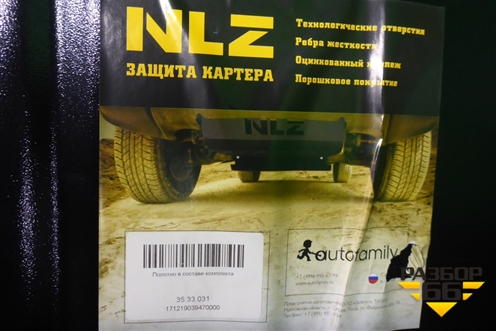 NLZ
ЗАЩИТА КАРТЕРА
Технологические отверстия
Ребра жесткости
Оцинкованный крепеж
Порошковое покрытие
NLZ
Полотно в составе комплекта
35.33.031
171219039470000
autofamily
РАЗБОР
66